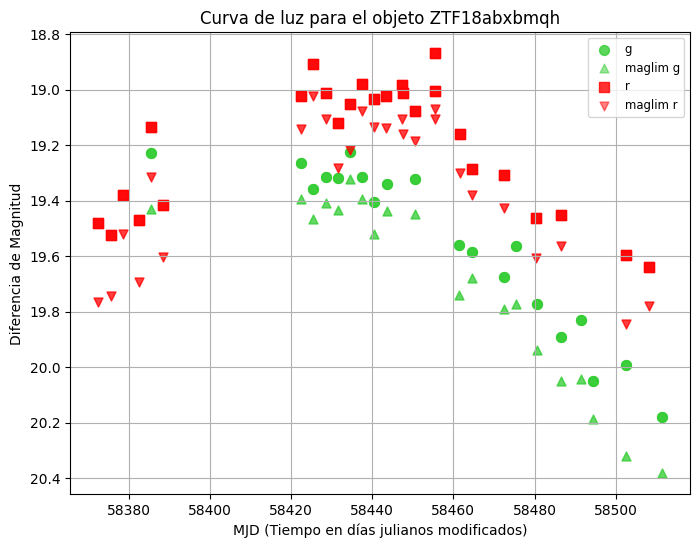 Curva de luz para el objeto ZTF18abxbmqh
18.8
19.0
19.2
19.4
19.6
19.8
20.0
20.2
20.4
Diferencia de Magnitud
g
maglim g
r
maglim r
58380
58400
58420
58440
58460
58480
58500
MJD (Tiempo en días julianos modificados)